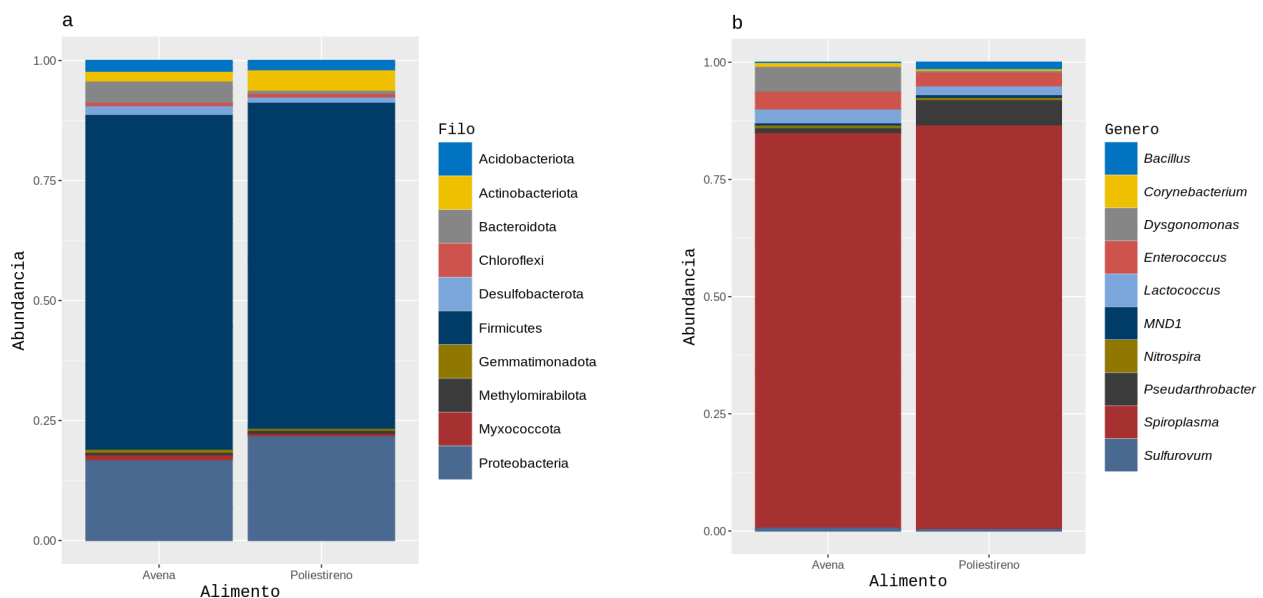 a
Abundancia
1.00
0.75
0.50
0.25
0.00
Avena
Poliestireno
Alimento
Filo
Acidobacteriota
Actinobacteriota
Bacteroidota
Chloroflexi
Desulfobacterota
Firmicutes
Gemmatimonadota
Methylomirabilota
Myxococcota
Proteobacteria
b
Abundancia
1.00
0.75
0.50
0.25
0.00
Avena
Poliestireno
Alimento
Genero
Bacillus
Corynebacterium
Dysgonomonas
Enterococcus
Lactococcus
MND1
Nitrospira
Pseudarthrobacter
Spiroplasma
Sulfurovum